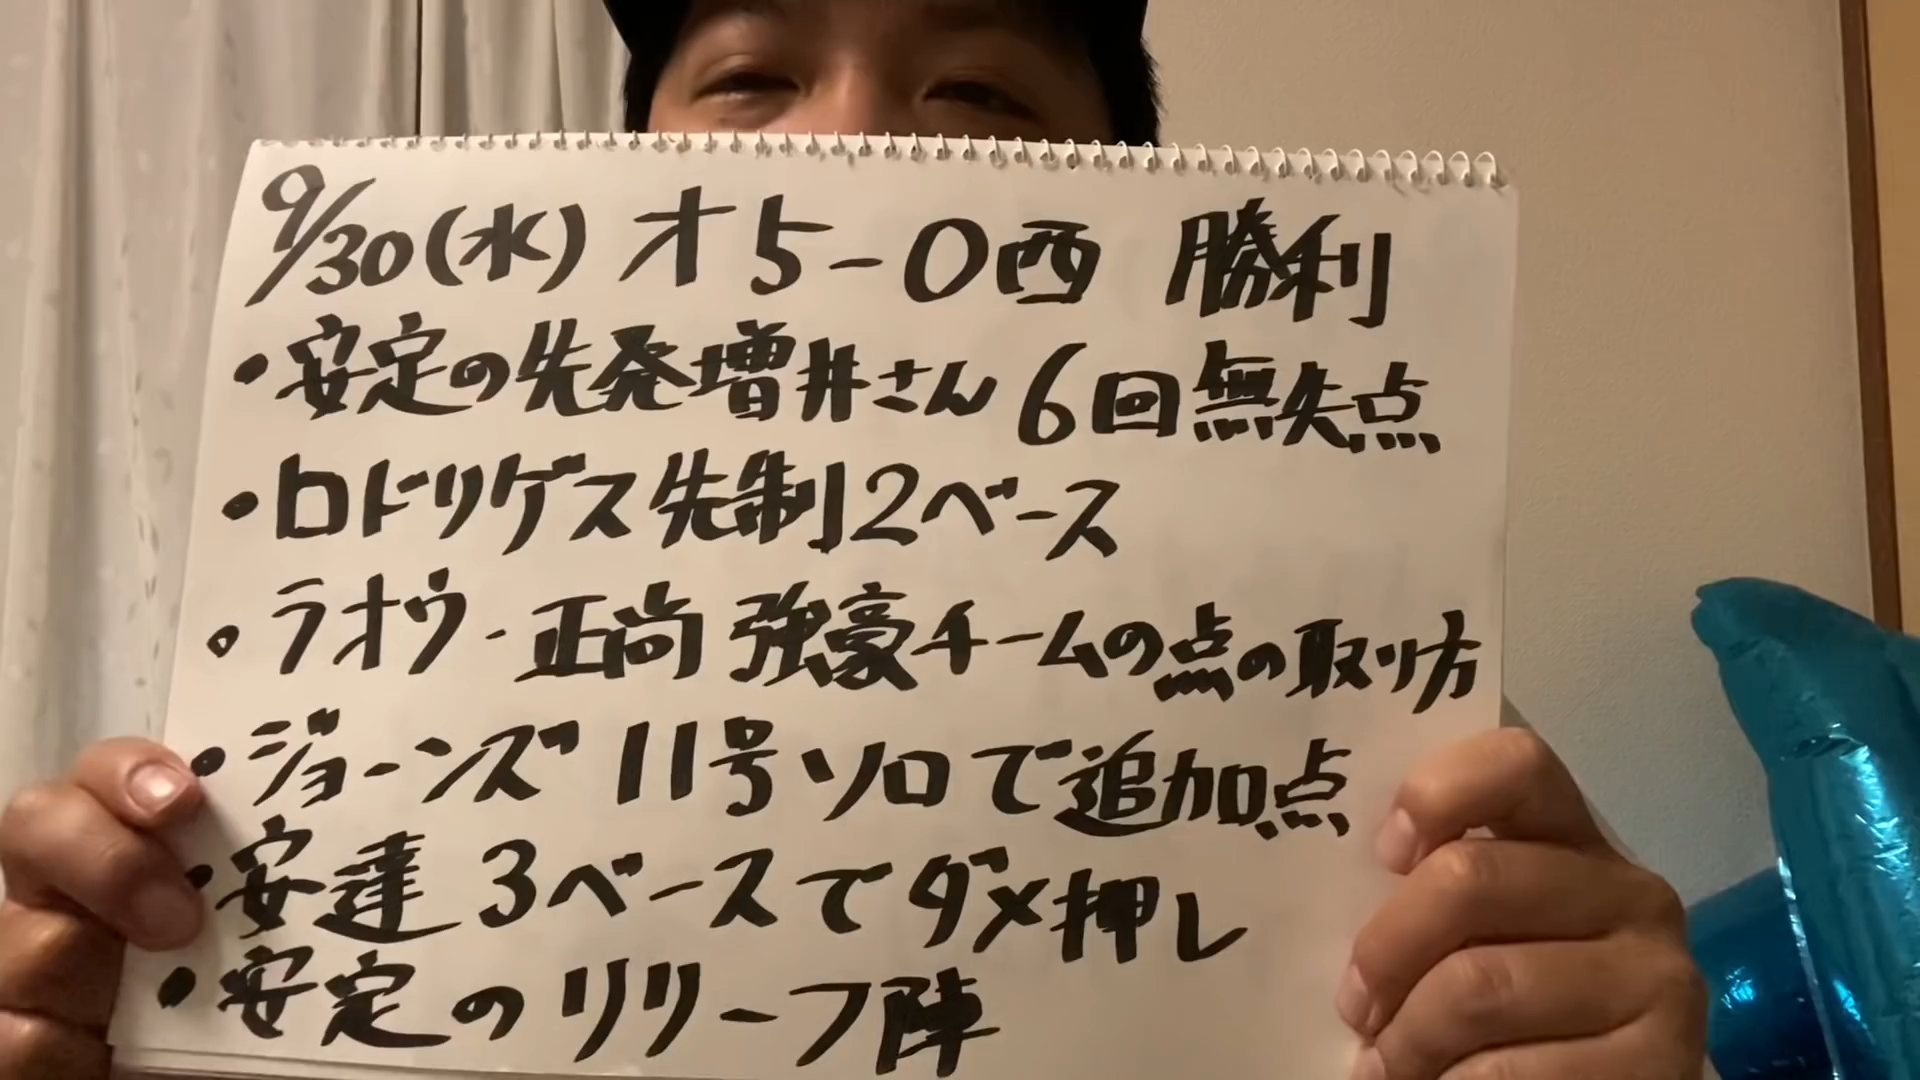 9/30(水) オ5-0西 勝利
・安定の先発増井さん 6回無失点
・ロドリゲス先制2ベース
・ラオウ-正尚 強豪チームの点の取り方
・ジョーンズ 11号ソロで追加点
・安達 3ベースでダメ押し
・安定のリリーフ陣